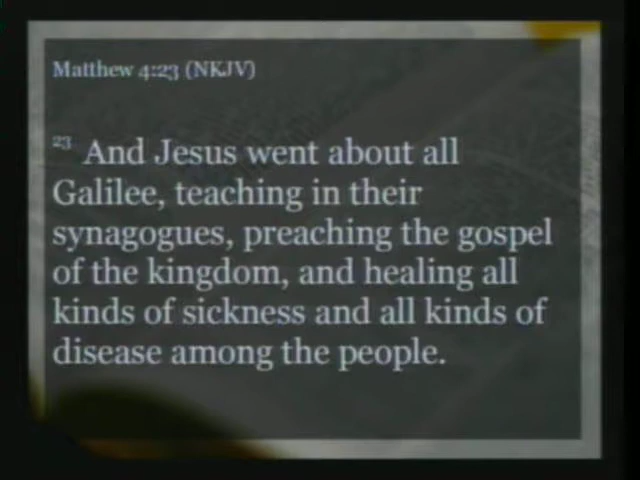 Matthew 4:23 (NKJV)
23 And Jesus went about all
Galilee, teaching in their
synagogues, preaching the gospel
of the kingdom, and healing all
kinds of sickness and all kinds of
disease among the people.